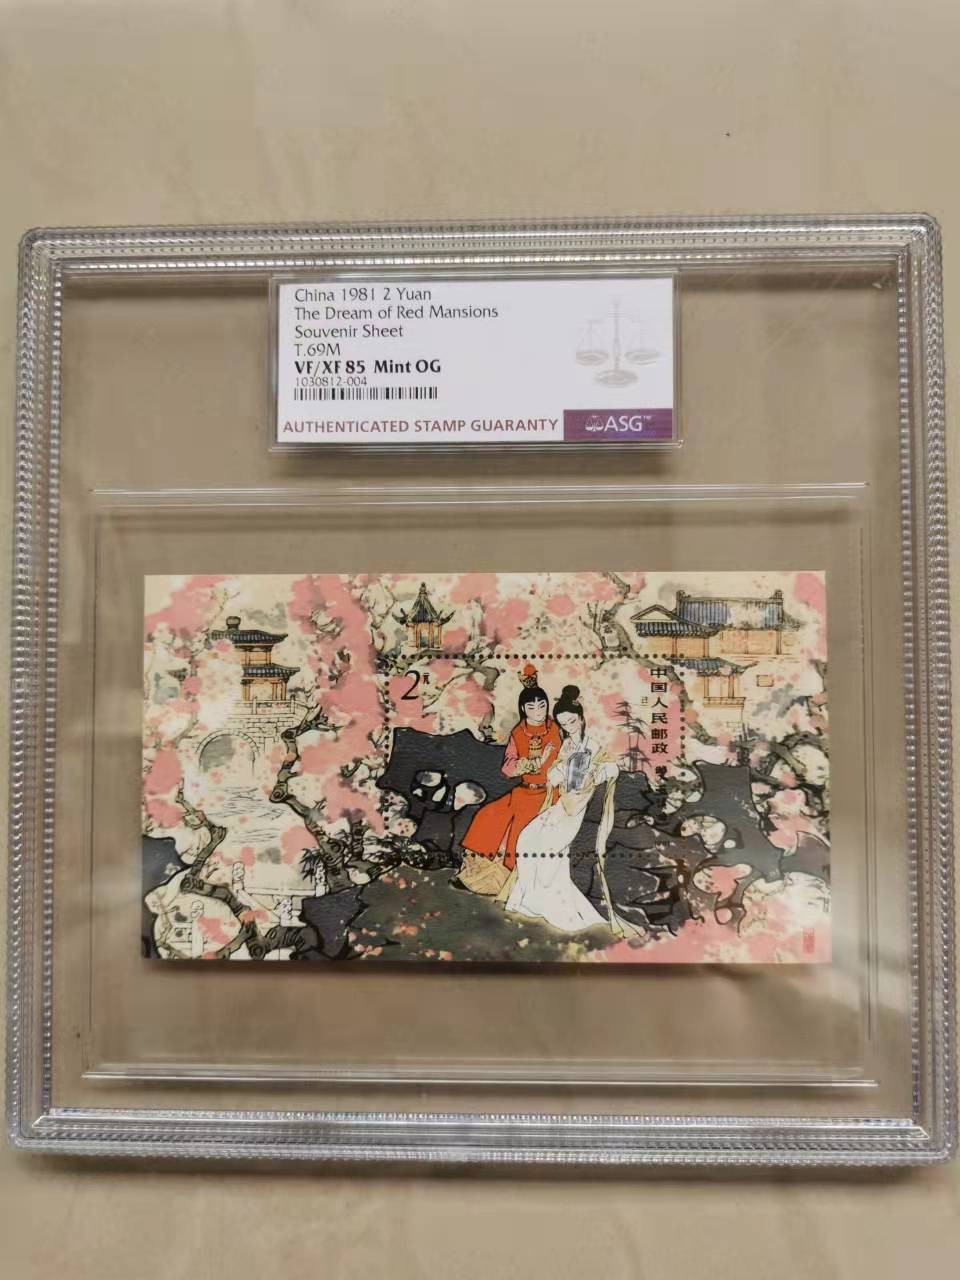 China 1981 2 Yuan
The Dream of Red Mansions
Souvenir Sheet
T.69M
VF/XF 85 Mint OG
1030812-004
AUTHENTICATED STAMP GUARANTY
ASG™
2元
中国人民邮政